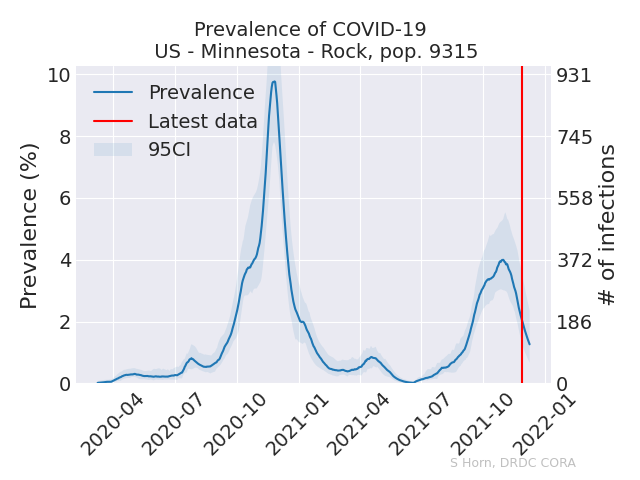 Prevalence of COVID-19
US - Minnesota - Rock, pop. 9315
Prevalence
Latest data
95CI
Prevalence (%)
10
8
6
4
2
0
# of infections
931
745
558
372
186
0
2020-04
2020-07
2020-10
2021-01
2021-04
2021-07
2021-10
2022-01
S Horn, DRDC CORA